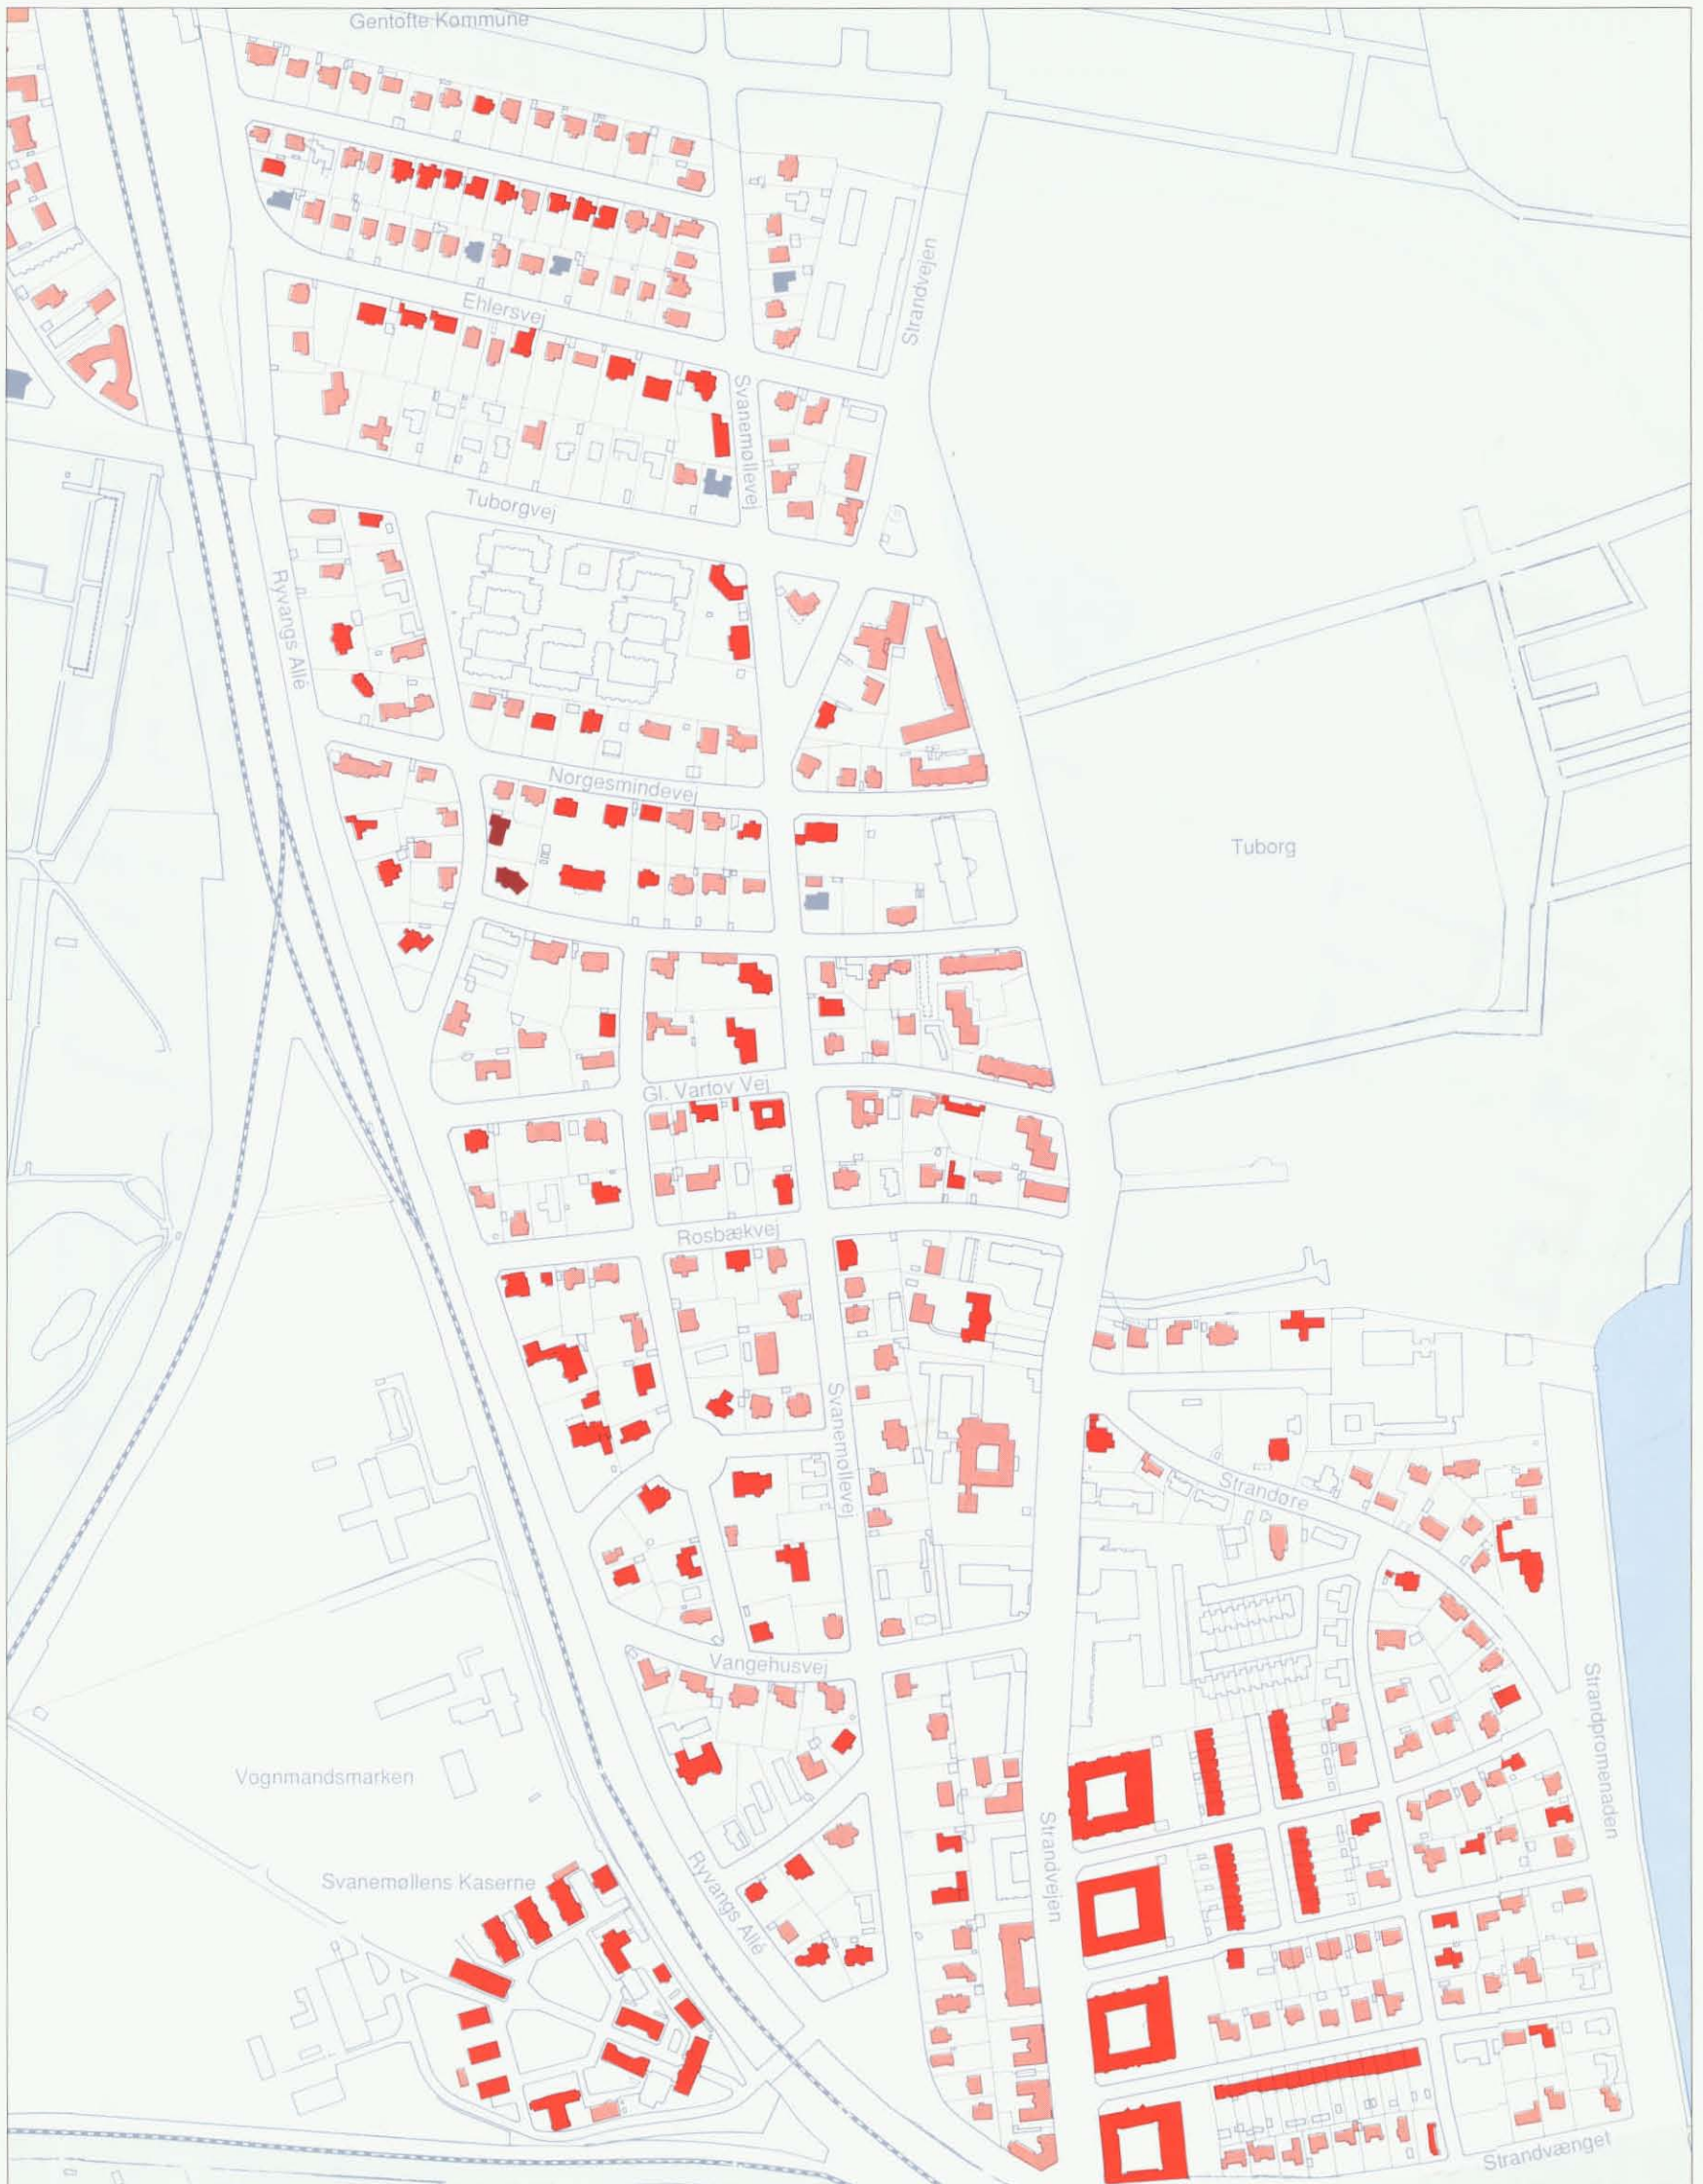 Gentofte Kommune
Strandvejen
Ehlersvej
Svanemøllevej
Tuborgvej
Ryvangs Allé
Norgesmindevej
Tuborg
Gl. Vartov Vej
Rosbækvej
Svanemøllevej
Strandøre
Vangehusvej
Strandpromenaden
Vognmandsmarken
Strandvejen
Svanemøllens Kaserne
Ryvangs Allé
Strandvænget